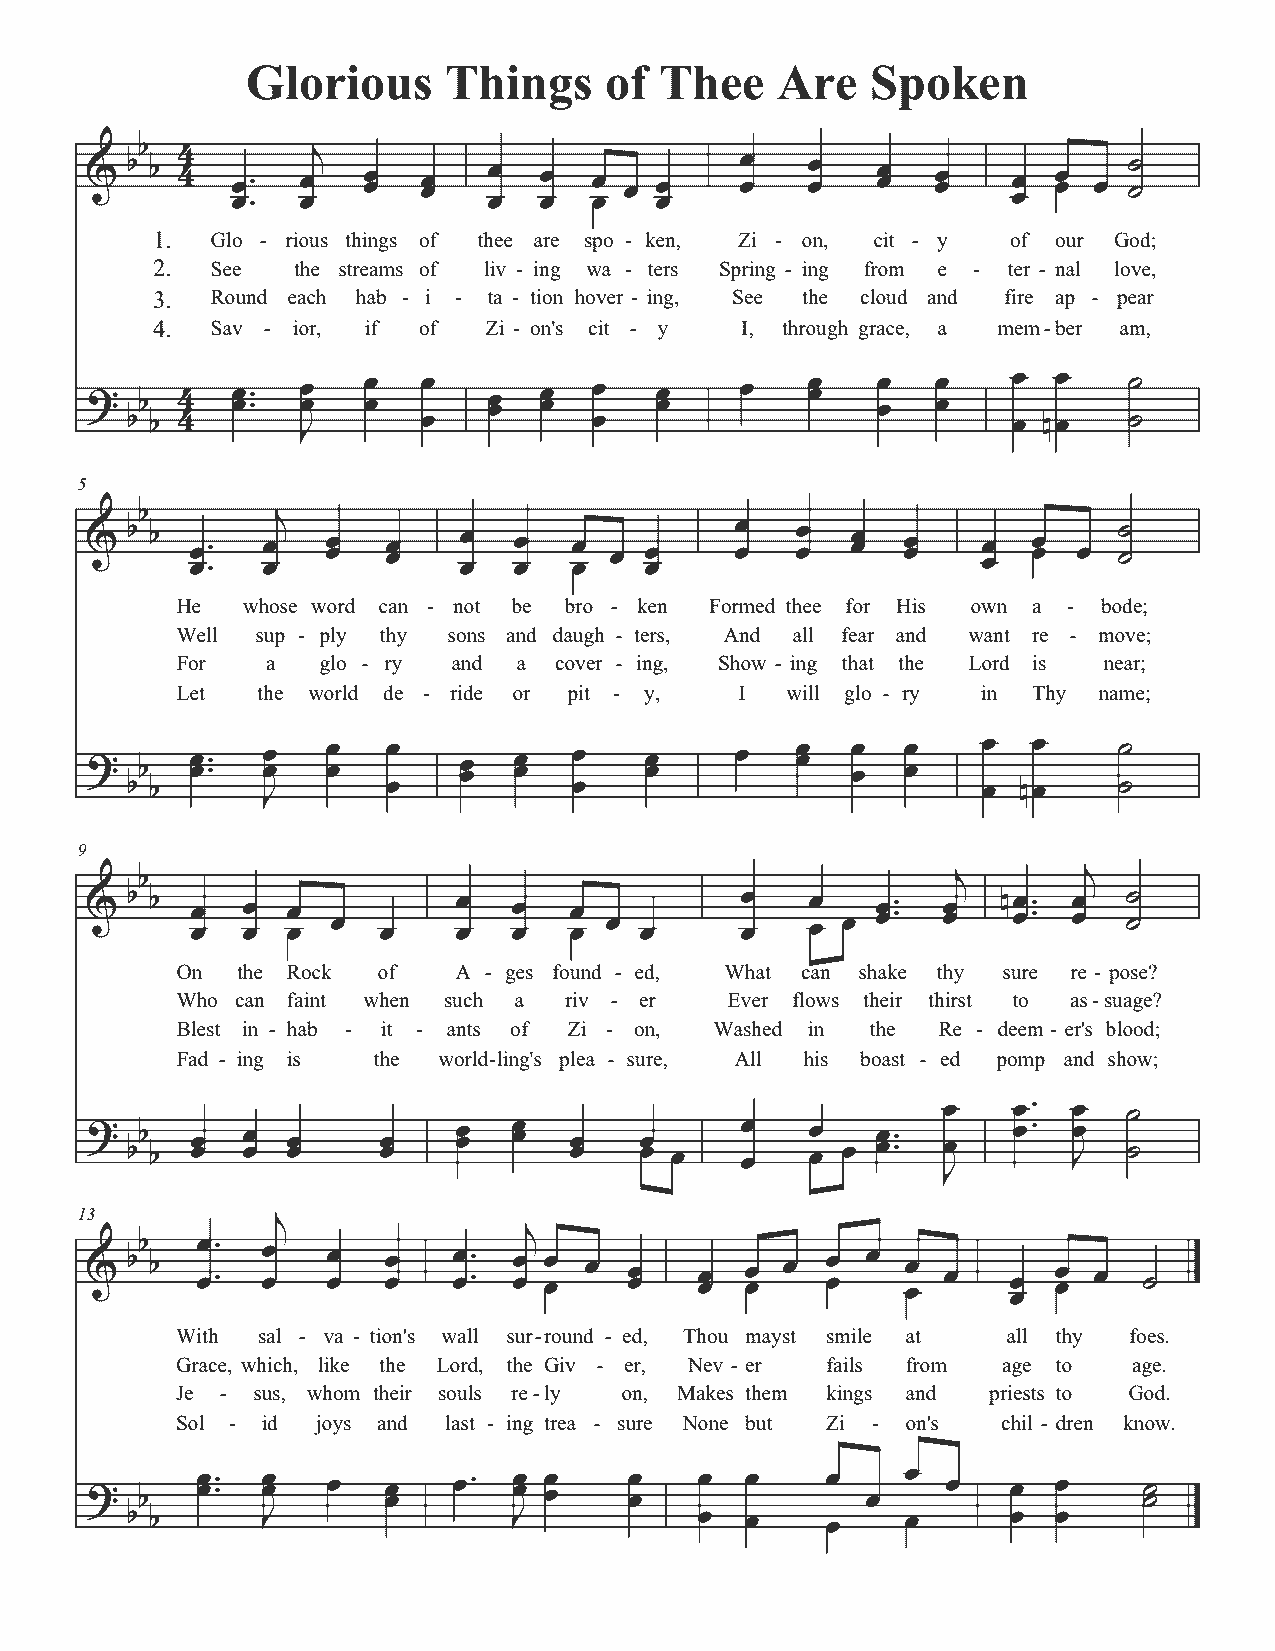 Glorious Things of Thee Are Spoken
4
4
1. Glo - rious things of thee are spo - ken, Zi - on, cit - y of our God;
2. See the streams of liv - ing wa - ters Spring - ing from e - ter - nal love,
3. Round each hab - i - ta - tion hover - ing, See the cloud and fire ap - pear
4. Sav - ior, if of Zi - on's cit - y I, through grace, a mem - ber am,
4
4
5
He whose word can - not be bro - ken Formed thee for His own a - bode;
Well sup - ply thy sons and daugh - ters, And all fear and want re - move;
For a glo - ry and a cover - ing, Show - ing that the Lord is near;
Let the world de - ride or pit - y, I will glo - ry in Thy name;
9
On the Rock of A - ges found - ed, What can shake thy sure re - pose?
Who can faint when such a riv - er Ever flows their thirst to as - suage?
Blest in - hab - it - ants of Zi - on, Washed in the Re - deem - er's blood;
Fad - ing is the world-ling's plea - sure, All his boast - ed pomp and show;
13
With sal - va - tion's wall sur-round - ed, Thou mayst smile at all thy foes.
Grace, which, like the Lord, the Giv - er, Nev - er fails from age to age.
Je - sus, whom their souls re - ly on, Makes them kings and priests to God.
Sol - id joys and last - ing trea - sure None but Zi - on's chil - dren know.